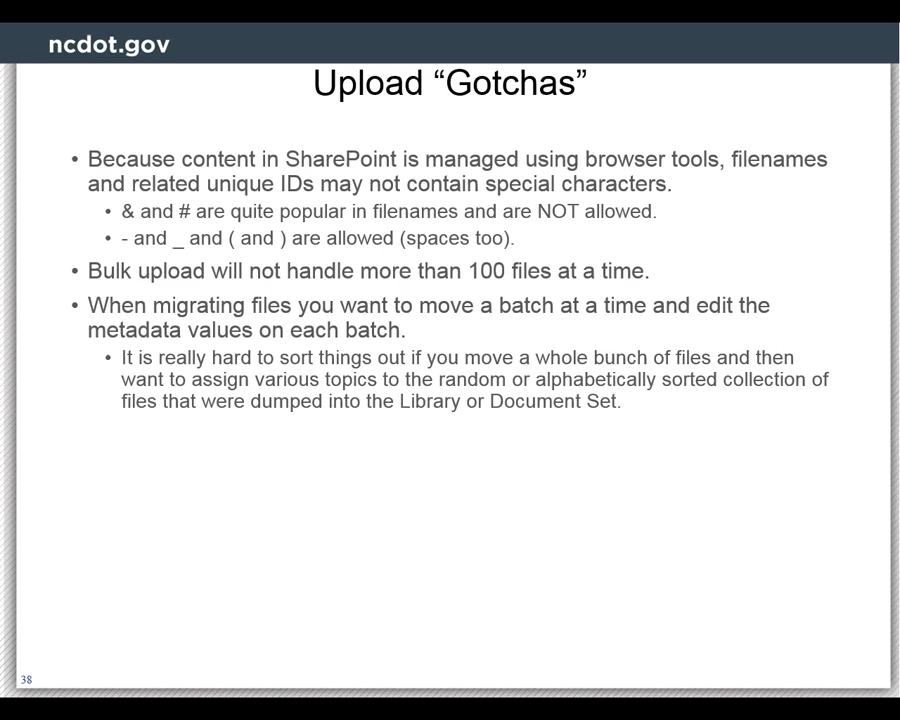 ncdot.gov
Upload “Gotchas”
• Because content in SharePoint is managed using browser tools, filenames
and related unique IDs may not contain special characters.
• & and # are quite popular in filenames and are NOT allowed.
• - and _ and ( and ) are allowed (spaces too).
• Bulk upload will not handle more than 100 files at a time.
• When migrating files you want to move a batch at a time and edit the
metadata values on each batch.
• It is really hard to sort things out if you move a whole bunch of files and then
want to assign various topics to the random or alphabetically sorted collection of
files that were dumped into the Library or Document Set.
38